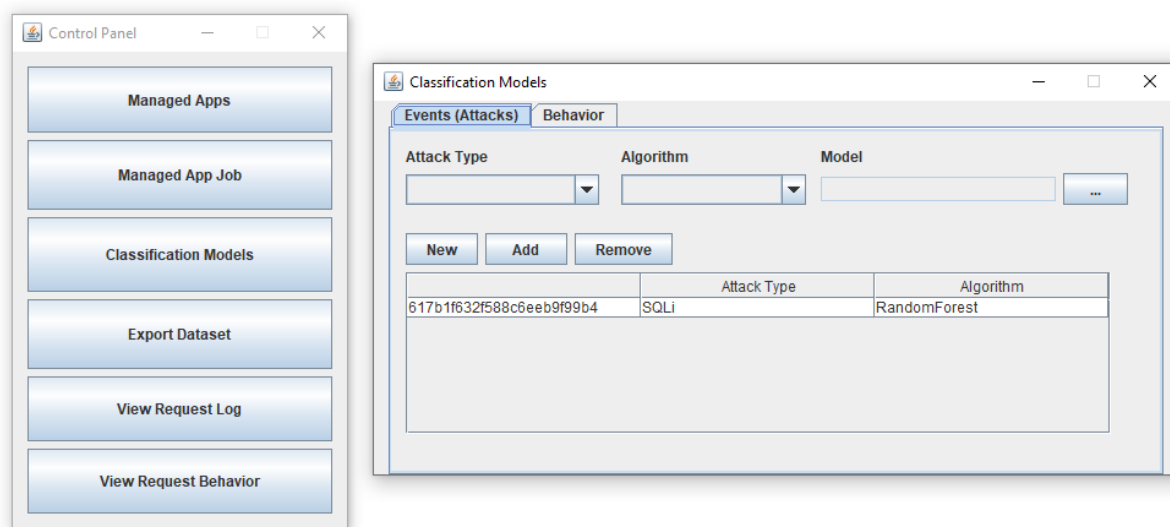 Control Panel
Managed Apps
Managed App Job
Classification Models
Export Dataset
View Request Log
View Request Behavior
Classification Models
Events (Attacks) Behavior
Attack Type Algorithm Model
...
New Add Remove
Attack Type Algorithm
617b1f632f588c6eeb9f99b4 SQLi RandomForest